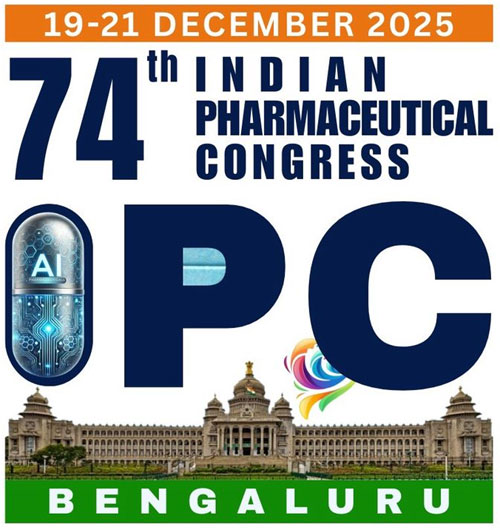 19-21 DECEMBER 2025
74th INDIAN
PHARMACEUTICAL
CONGRESS
AI
IPC
BENGALURU